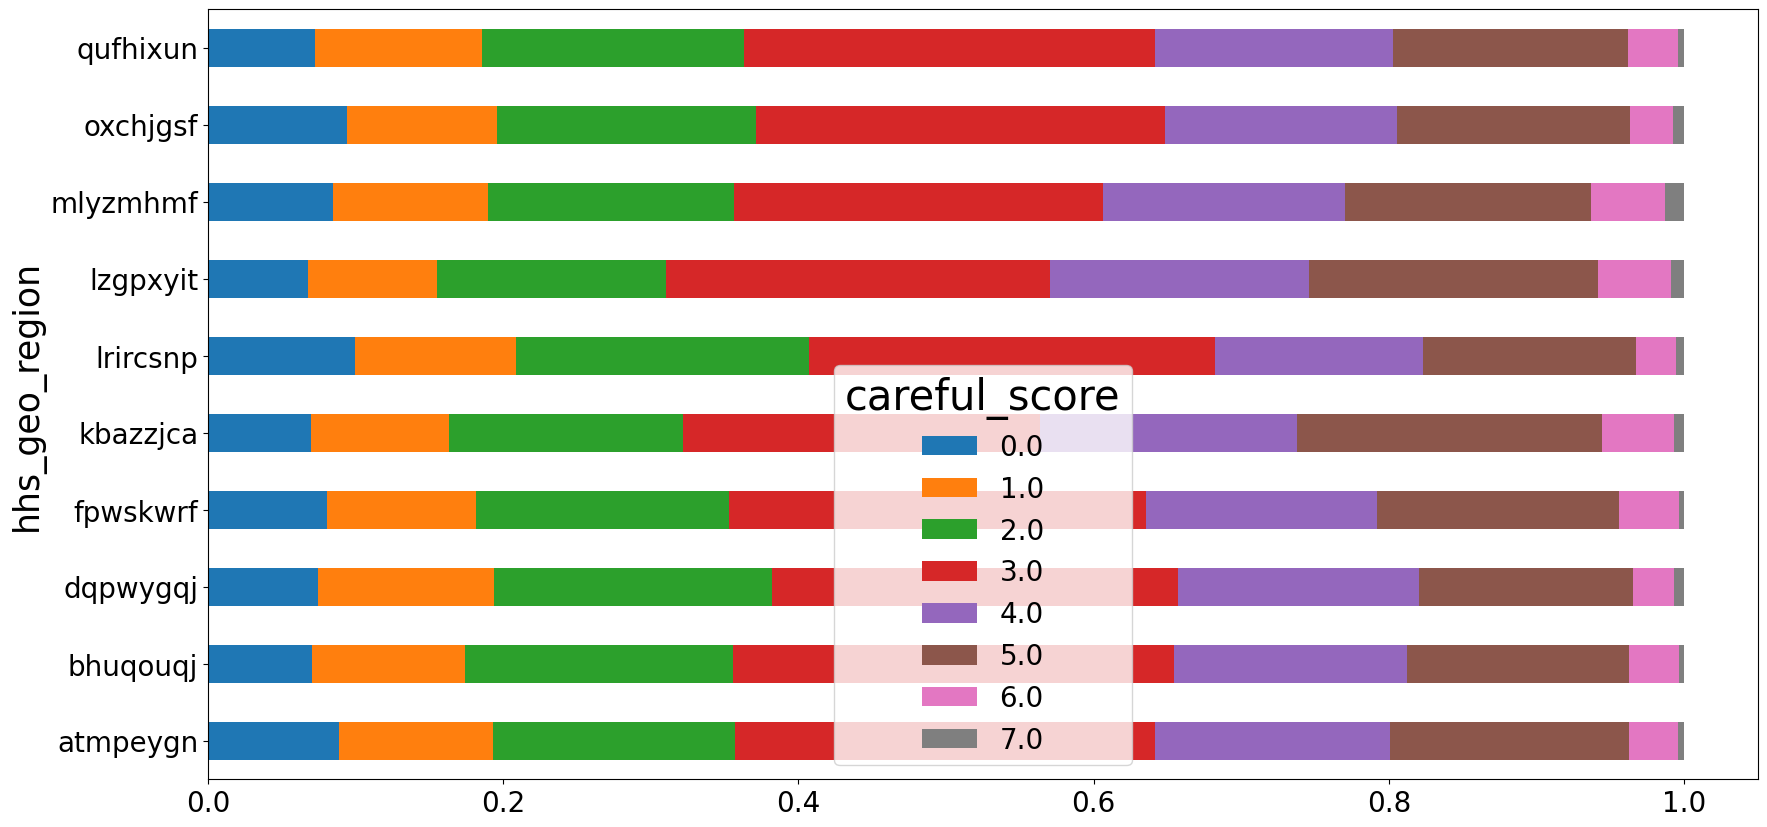 qufhixun
oxchjgsf
mlyzmhmf
lzgpxyit
lrircsnp
kbazzjca
fpwskwrf
dqpwygqj
bhuqouqj
atmpeygn
hhs_geo_region
careful_score
0.0
1.0
2.0
3.0
4.0
5.0
6.0
7.0
0.0 0.2 0.4 0.6 0.8 1.0